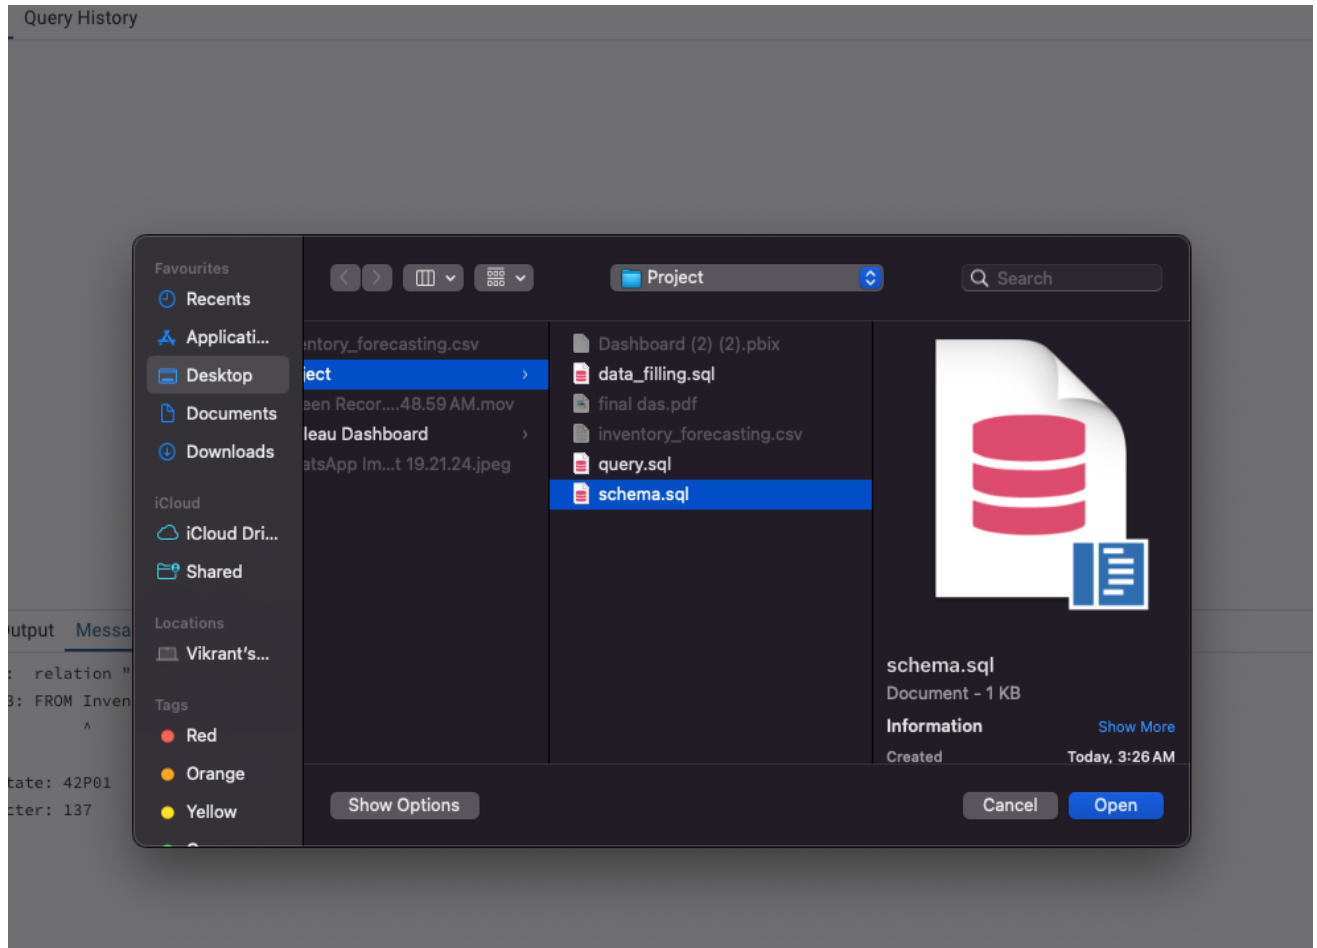 Query History
Favourites
Recents
Applicati...
Desktop
Documents
Downloads
iCloud
iCloud Dri...
Shared
Locations
Vikrant's...
Tags
Red
Orange
Yellow
Project
Search
entory_forecasting.csv
ject
een Recor....48.59 AM.mov
leau Dashboard
atsApp Im...t 19.21.24.jpeg
Dashboard (2) (2).pbix
data_filling.sql
final das.pdf
inventory_forecasting.csv
query.sql
schema.sql
schema.sql
Document - 1 KB
Information Show More
Created Today, 3:26 AM
Show Options
Cancel
Open
utput Messa
: relation "
3: FROM Inven
^
tate: 42P01
cter: 137